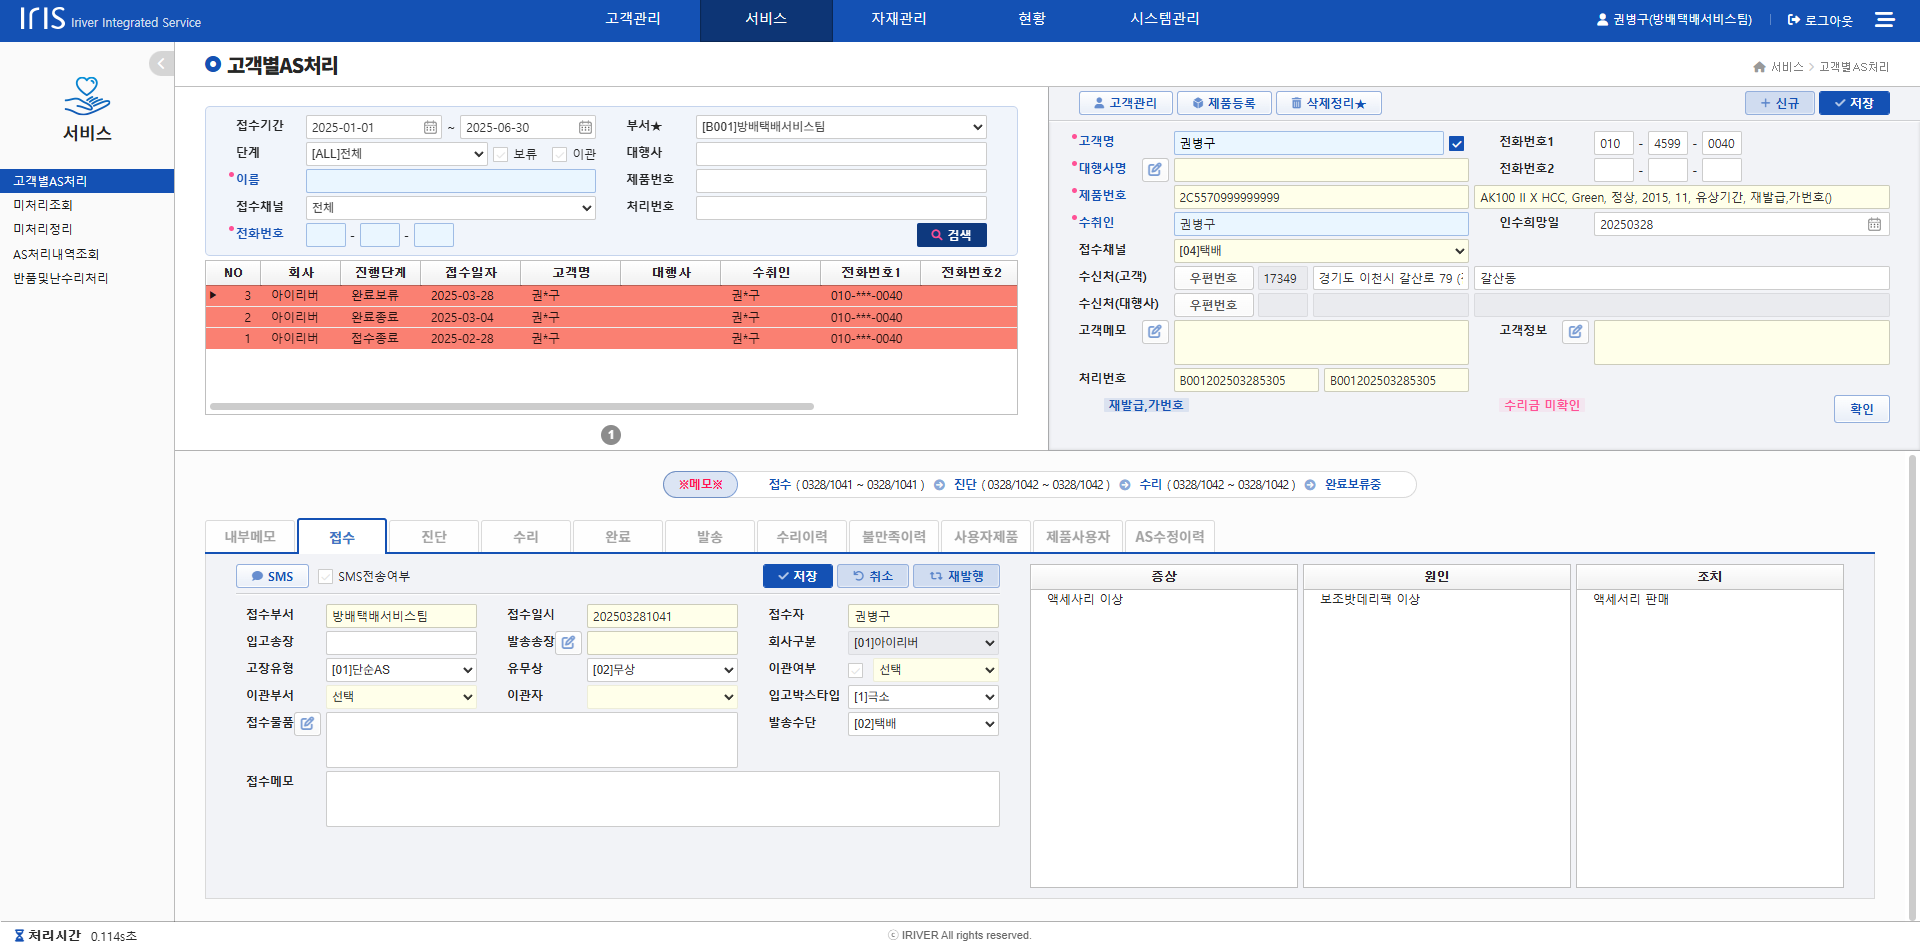 IRIS Iriver Integrated Service
고객관리 서비스 자재관리 현황 시스템관리
권병구(방배택배서비스팀) 로그아웃
서비스
고객별AS처리
미처리조회
미처리정리
AS처리내역조회
반품및난수리처리
고객별AS처리
서비스 > 고객별AS처리
접수기간 2025-01-01 ~ 2025-06-30 부서★ [B001]방배택배서비스팀
단계 [ALL]전체 보류 이관 대행사
이름 제품번호
접수채널 전체 처리번호
전화번호 - - 검색
NO 회사 진행단계 접수일자 고객명 대행사 수취인 전화번호1 전화번호2
3 아이리버 완료보류 2025-03-28 권*구 권*구 010-***-0040
2 아이리버 완료종료 2025-03-04 권*구 권*구 010-***-0040
1 아이리버 접수종료 2025-02-28 권*구 권*구 010-***-0040
1
고객관리 제품등록 삭제정리★ 신규 저장
고객명 권병구 전화번호1 010 - 4599 - 0040
대행사명 전화번호2 - -
제품번호 2C5570999999999 AK100 II X HCC, Green, 정상, 2015, 11, 유상기간, 재발급,가번호()
수취인 권병구 인수희망일 20250328
접수채널 [04]택배
수신처(고객) 우편번호 17349 경기도 이천시 갈산로 79 갈산동
수신처(대행사) 우편번호
고객메모 고객정보
처리번호 B001202503285305 B001202503285305
재발급,가번호 수리금 미확인 확인
※메모※ 접수 ( 0328/1041 ~ 0328/1041 ) 진단 ( 0328/1042 ~ 0328/1042 ) 수리 ( 0328/1042 ~ 0328/1042 ) 완료보류중
내부메모 접수 진단 수리 완료 발송 수리이력 불만족이력 사용자제품 제품사용자 AS수정이력
SMS SMS전송여부 저장 취소 재발행
접수부서 방배택배서비스팀 접수일시 202503281041 접수자 권병구
입고송장 발송송장 회사구분 [01]아이리버
고장유형 [01]단순AS 유무상 [02]무상 이관여부 선택
이관부서 선택 이관자 입고박스타입 [1]극소
접수물품 발송수단 [02]택배
접수메모
증상 원인 조치
액세사리 이상 보조밧데리팩 이상 액세서리 판매
처리시간 0.114s초
ⓒ IRIVER All rights reserved.